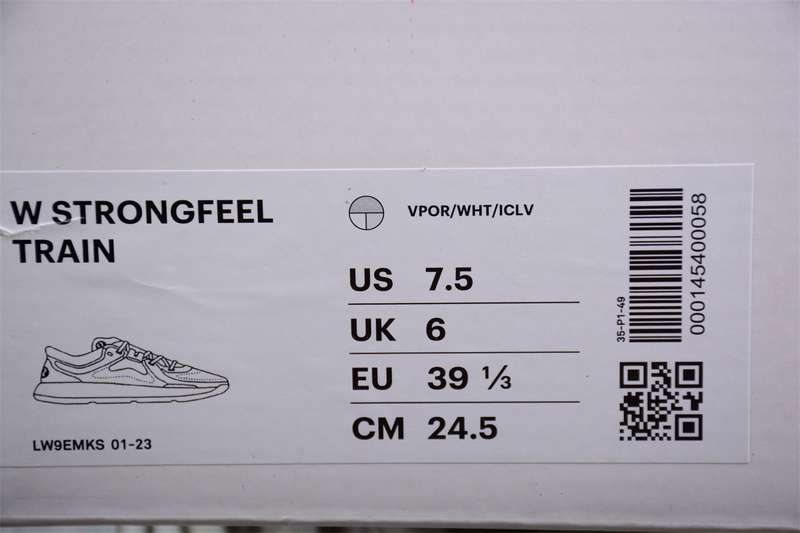 W STRONGFEEL
TRAIN
VPOR/WHT/ICLV
US 7.5
UK 6
EU 39 ⅓
CM 24.5
LW9EMKS 01-23
35-P1-49
000145400058